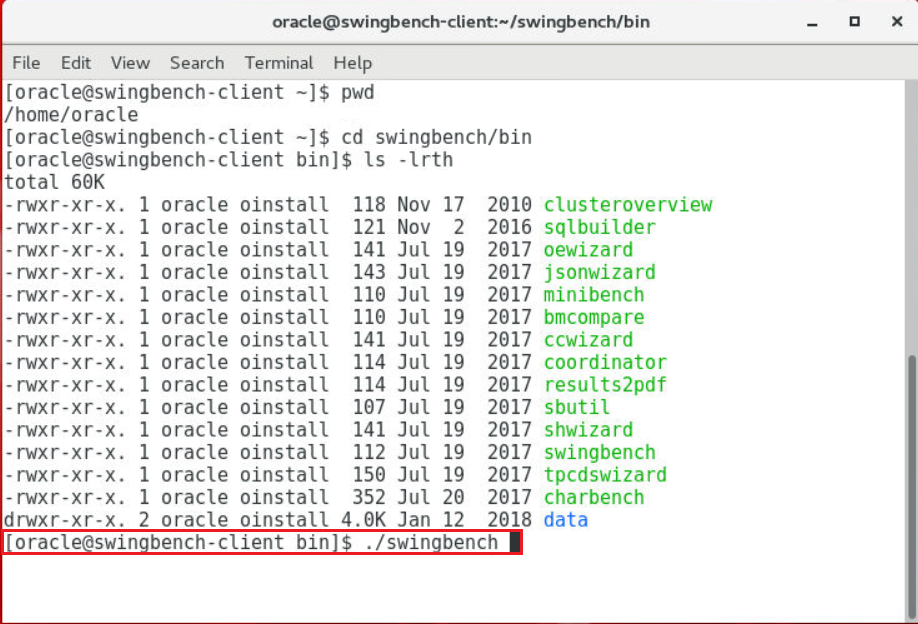 oracle@swingbench-client:~/swingbench/bin
File Edit View Search Terminal Help
[oracle@swingbench-client ~]$ pwd
/home/oracle
[oracle@swingbench-client ~]$ cd swingbench/bin
[oracle@swingbench-client bin]$ ls -lrth
total 60K
-rwxr-xr-x. 1 oracle oinstall  118 Nov 17  2010 clusteroverview
-rwxr-xr-x. 1 oracle oinstall  121 Nov  2  2016 sqlbuilder
-rwxr-xr-x. 1 oracle oinstall  141 Jul 19  2017 oewizard
-rwxr-xr-x. 1 oracle oinstall  143 Jul 19  2017 jsonwizard
-rwxr-xr-x. 1 oracle oinstall  110 Jul 19  2017 minibench
-rwxr-xr-x. 1 oracle oinstall  110 Jul 19  2017 bmcompare
-rwxr-xr-x. 1 oracle oinstall  141 Jul 19  2017 ccwizard
-rwxr-xr-x. 1 oracle oinstall  114 Jul 19  2017 coordinator
-rwxr-xr-x. 1 oracle oinstall  114 Jul 19  2017 results2pdf
-rwxr-xr-x. 1 oracle oinstall  107 Jul 19  2017 sbutil
-rwxr-xr-x. 1 oracle oinstall  141 Jul 19  2017 shwizard
-rwxr-xr-x. 1 oracle oinstall  112 Jul 19  2017 swingbench
-rwxr-xr-x. 1 oracle oinstall  150 Jul 19  2017 tpcdswizard
-rwxr-xr-x. 1 oracle oinstall  352 Jul 20  2017 charbench
drwxr-xr-x. 2 oracle oinstall 4.0K Jan 12  2018 data
[oracle@swingbench-client bin]$ ./swingbench